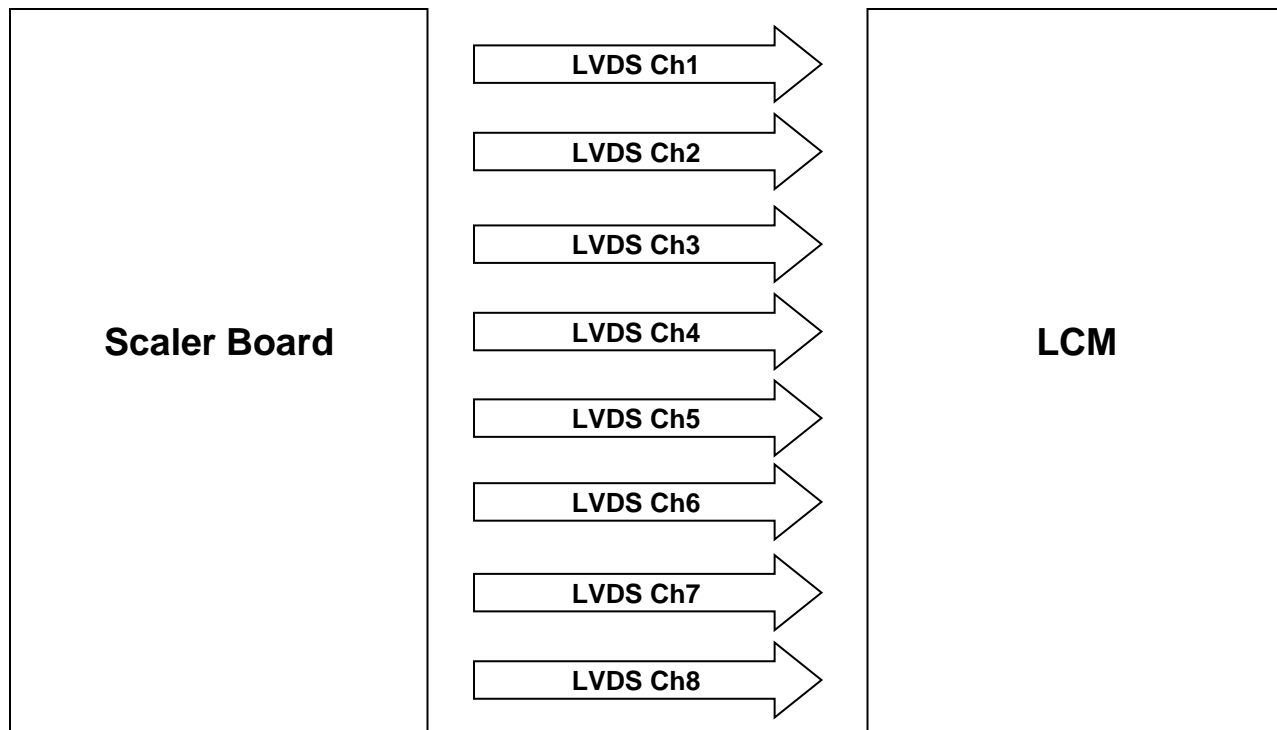 LVDS Ch1
LVDS Ch2
LVDS Ch3
Scaler Board
LVDS Ch4
LCM
LVDS Ch5
LVDS Ch6
LVDS Ch7
LVDS Ch8